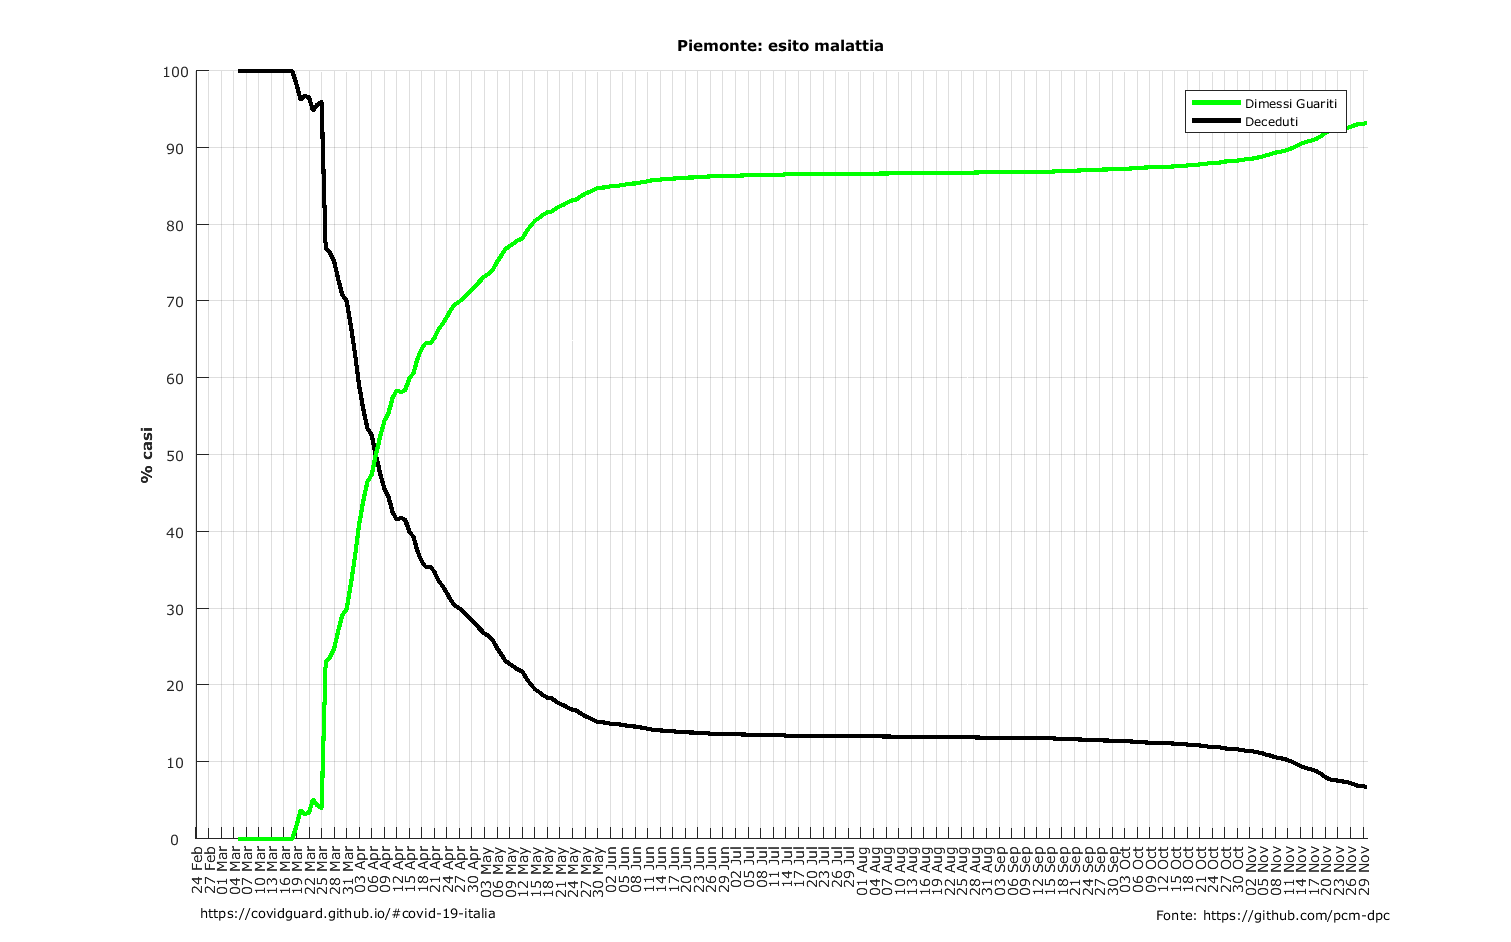 Piemonte: esito malattia
Dimessi Guariti
Deceduti
% casi
100
90
80
70
60
50
40
30
20
10
0
24 Feb
27 Feb
01 Mar
04 Mar
07 Mar
10 Mar
13 Mar
16 Mar
19 Mar
22 Mar
25 Mar
28 Mar
31 Mar
03 Apr
06 Apr
09 Apr
12 Apr
15 Apr
18 Apr
21 Apr
24 Apr
27 Apr
30 Apr
03 May
06 May
09 May
12 May
15 May
18 May
21 May
24 May
27 May
30 May
02 Jun
05 Jun
08 Jun
11 Jun
14 Jun
17 Jun
20 Jun
23 Jun
26 Jun
29 Jun
02 Jul
05 Jul
08 Jul
11 Jul
14 Jul
17 Jul
20 Jul
23 Jul
26 Jul
29 Jul
01 Aug
04 Aug
07 Aug
10 Aug
13 Aug
16 Aug
19 Aug
22 Aug
25 Aug
28 Aug
31 Aug
03 Sep
06 Sep
09 Sep
12 Sep
15 Sep
18 Sep
21 Sep
24 Sep
27 Sep
30 Sep
03 Oct
06 Oct
09 Oct
12 Oct
15 Oct
18 Oct
21 Oct
24 Oct
27 Oct
30 Oct
02 Nov
05 Nov
08 Nov
11 Nov
14 Nov
17 Nov
20 Nov
23 Nov
26 Nov
29 Nov
https://covidguard.github.io/#covid-19-italia
Fonte: https://github.com/pcm-dpc